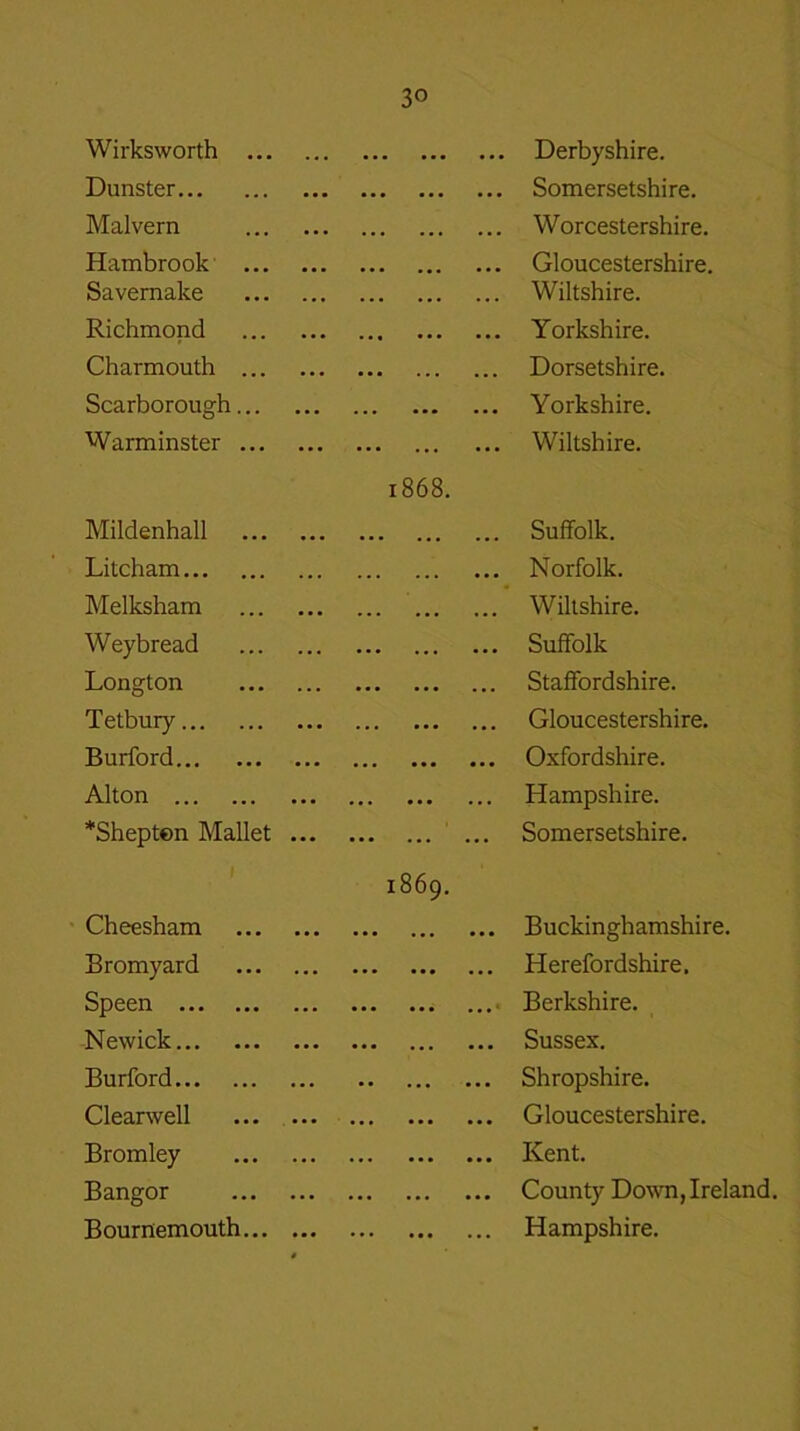 30
Wirksworth ... ... ... ... ... Derbyshire.
Dunster... ... ... ... ... ... Somersetshire.
Malvern ... ... ... ... ... Worcestershire.
Hambrook ... ... ... ... ... Gloucestershire.
Savernake ... ... ... ... ... Wiltshire.
Richmond ... ... ... ... ... Yorkshire.
Charmouth ... ... ... ... ... Dorsetshire.
Scarborough... ... ... ... ... Yorkshire.
Warminster ... ... ... ... ... Wiltshire.
1868.
Mildenhall ... ... ... ... ... Suffolk.
Litcham... ... ... ... ... ... Norfolk.
Melksham ... ... ... ... ... Wiltshire.
Weybread ... ... ... ... ... Suffolk
Longton ... ... ... ... ... Staffordshire.
Tetbury... ... ... ... ... ... Gloucestershire.
Burford... ... ... ... ... ... Oxfordshire.
Alton ... ... ... ... ... ... Hampshire.
*Shepton Mallet ... ... ... ... Somersetshire.
1869.
Cheesham ... ... ... ... ... Buckinghamshire.
Bromyard ... ... ... ... ... Herefordshire.
Speen ... ... ... ... ... ... Berkshire.
Newick... ... ... ... ... ... Sussex.
Burford... ... ... .. ... ... Shropshire.
Clearwell ... ... ... ... ... Gloucestershire.
Bromley ... ... ... ... ... Kent.
Bangor ... ... ... ... ... County Down, Ireland.
Bournemouth... ... ... ... ... Hampshire.